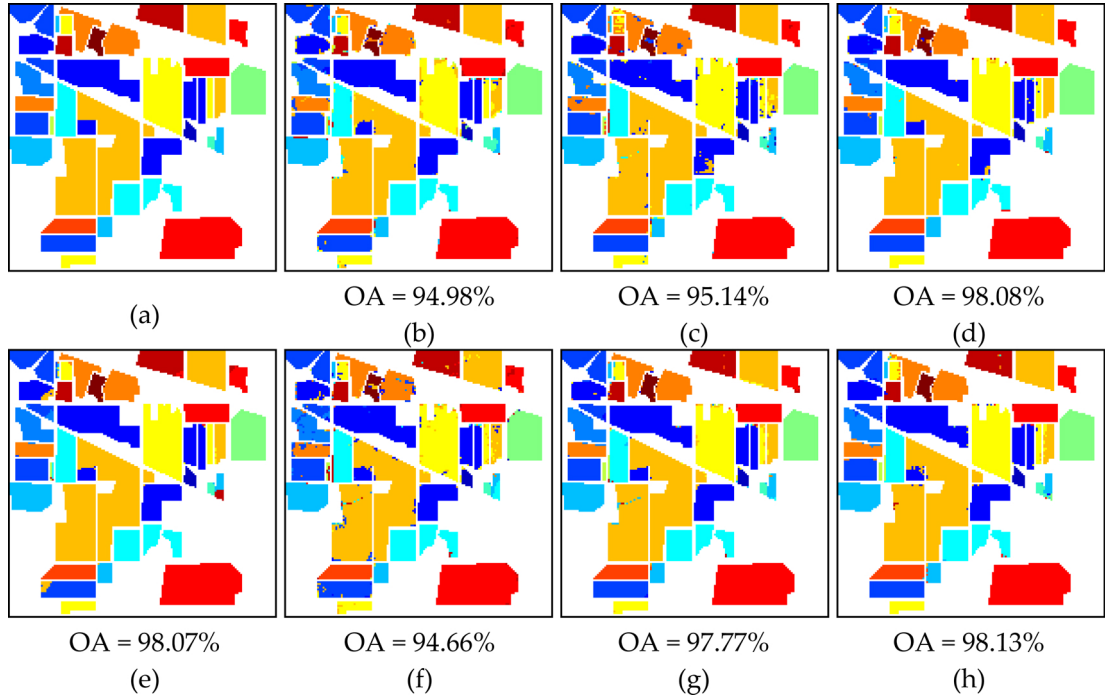 OA = 94.98% OA = 95.14% OA = 98.08%
(a) (b) (c) (d)
OA = 98.07% OA = 94.66% OA = 97.77% OA = 98.13%
(e) (f) (g) (h)